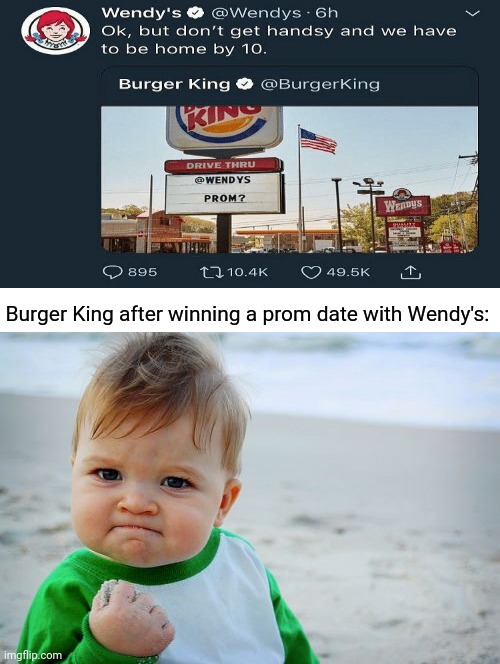 Wendy's @Wendys · 6h
Ok, but don't get handsy and we have
to be home by 10.
Burger King @BurgerKing
KING
DRIVE THRU
@WENDYS
PROM?
WENDYS
QUALITY
895 10.4K 49.5K
Burger King after winning a prom date with Wendy's:
imgflip.com